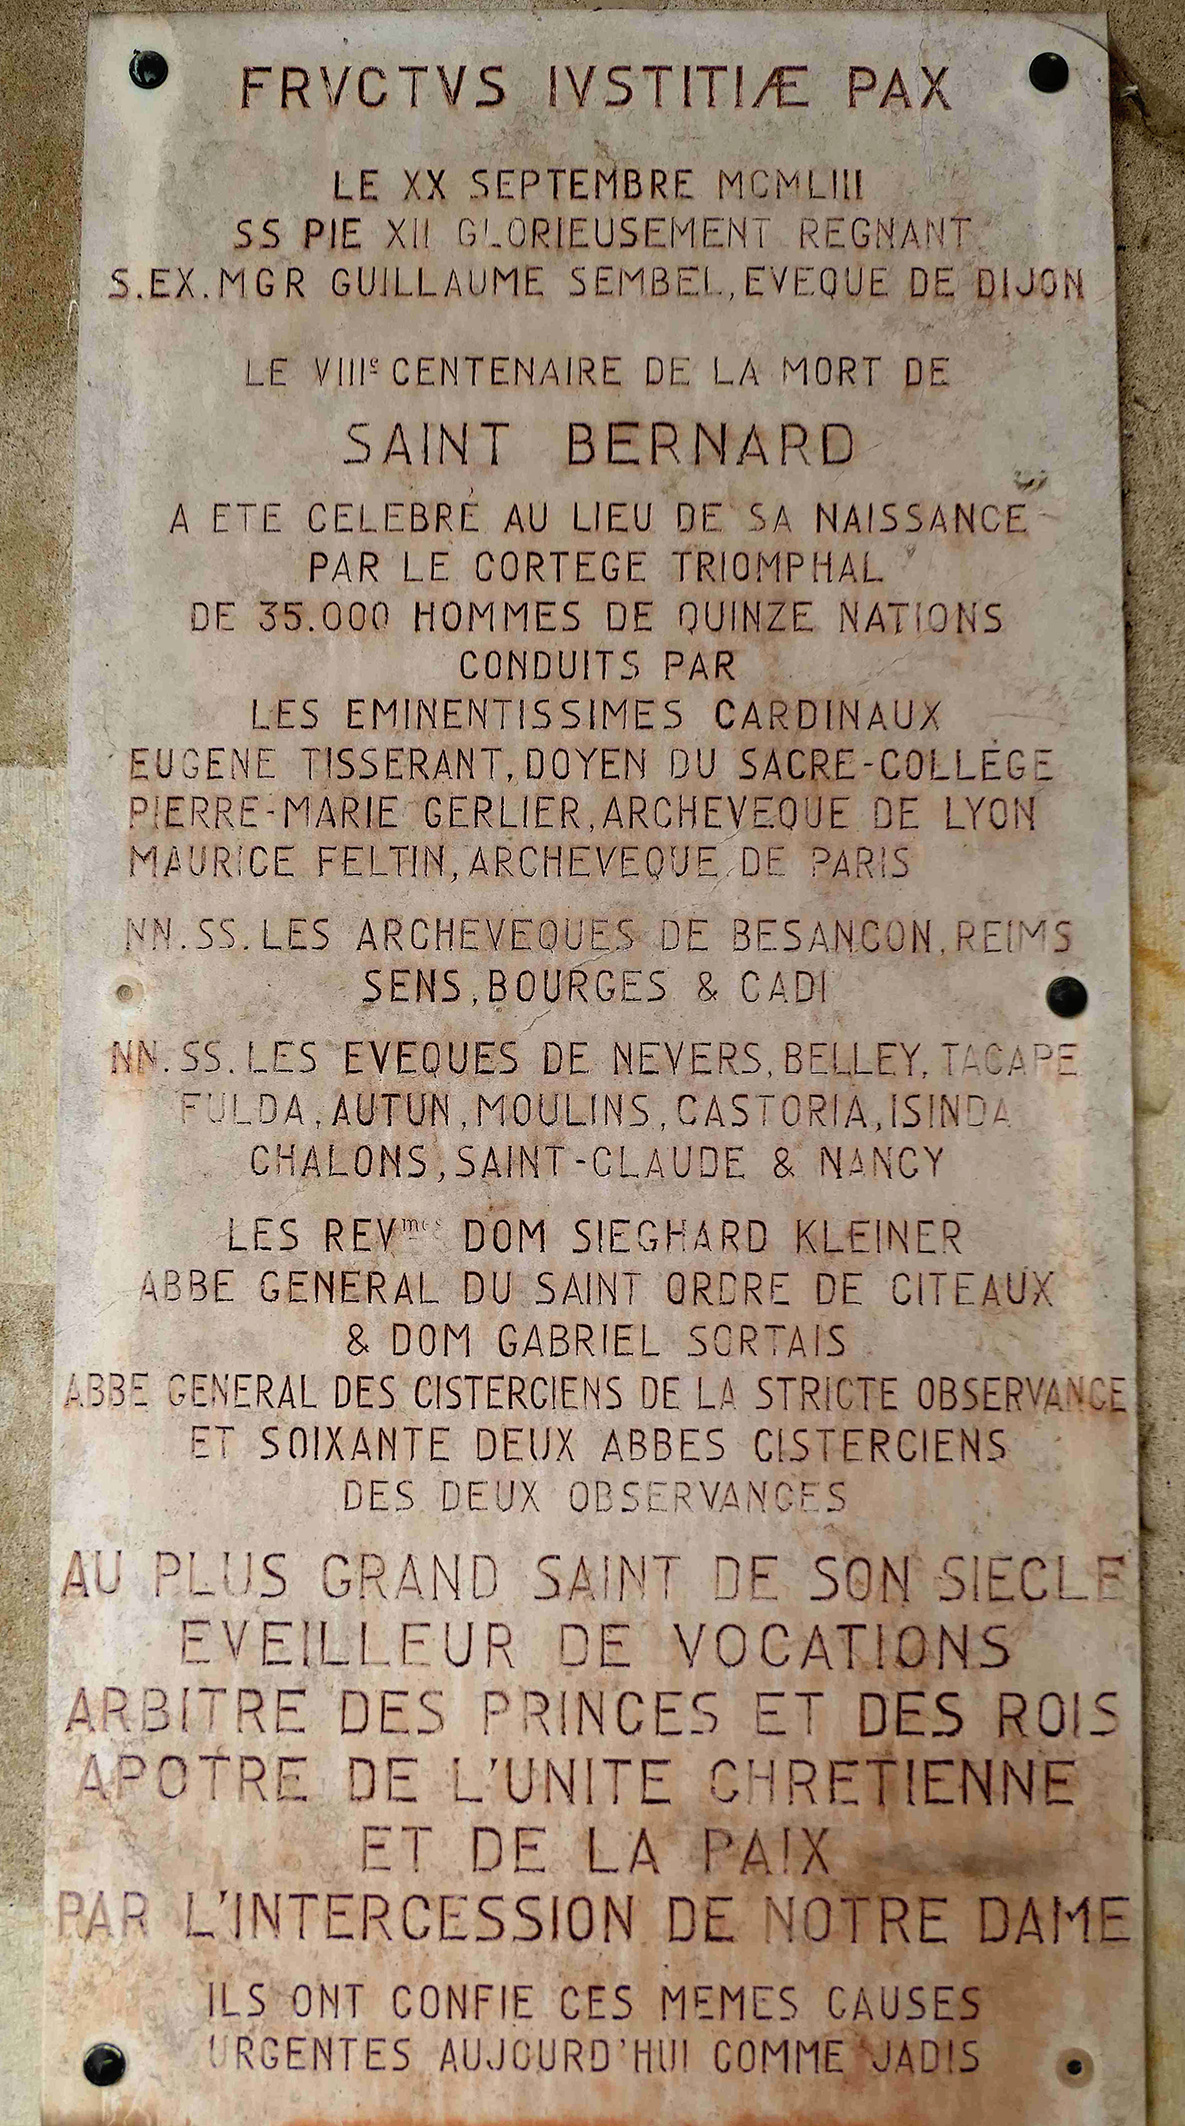 FRVCTVS IVSTITIÆ PAX
LE XX SEPTEMBRE MCMLIII
SS PIE XII GLORIEUSEMENT REGNANT
S.EX.MGR GUILLAUME SEMBEL, EVEQUE DE DIJON
LE VIIIe CENTENAIRE DE LA MORT DE
SAINT BERNARD
A ETE CELEBRÉ AU LIEU DE SA NAISSANCE
PAR LE CORTEGE TRIOMPHAL
DE 35.000 HOMMES DE QUINZE NATIONS
CONDUITS PAR
LES EMINENTISSIMES CARDINAUX
EUGENE TISSERANT, DOYEN DU SACRE-COLLÉGE
PIERRE-MARIE GERLIER, ARCHEVEQUE DE LYON
MAURICE FELTIN, ARCHEVEQUE DE PARIS
NN.SS.LES ARCHEVEQUES DE BESANCON, REIMS
SENS, BOURGES & CADI
NN.SS.LES EVEQUES DE NEVERS, BELLEY, TACAPE
FULDA, AUTUN, MOULINS, CASTORIA, ISINDA
CHALONS, SAINT-CLAUDE & NANCY
LES REVmes DOM SIEGHARD KLEINER
ABBE GENERAL DU SAINT ORDRE DE CITEAUX
& DOM GABRIEL SORTAIS
ABBE GENERAL DES CISTERCIENS DE LA STRICTE OBSERVANCE
ET SOIXANTE DEUX ABBES CISTERCIENS
DES DEUX OBSERVANCES
AU PLUS GRAND SAINT DE SON SIECLE
EVEILLEUR DE VOCATIONS
ARBITRE DES PRINCES ET DES ROIS
APOTRE DE L'UNITE CHRETIENNE
ET DE LA PAIX
PAR L'INTERCESSION DE NOTRE DAME
ILS ONT CONFIE CES MEMES CAUSES
URGENTES AUJOURD'HUI COMME JADIS